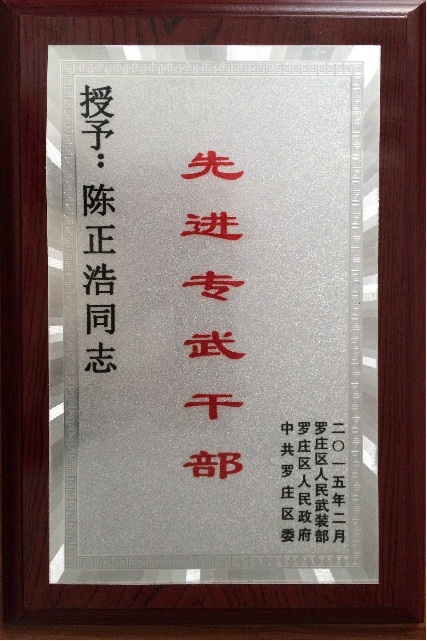 授予：陈正浩同志
先进专武干部
中共罗庄区委
罗庄区人民政府
罗庄区人民武装部
二〇一五年二月